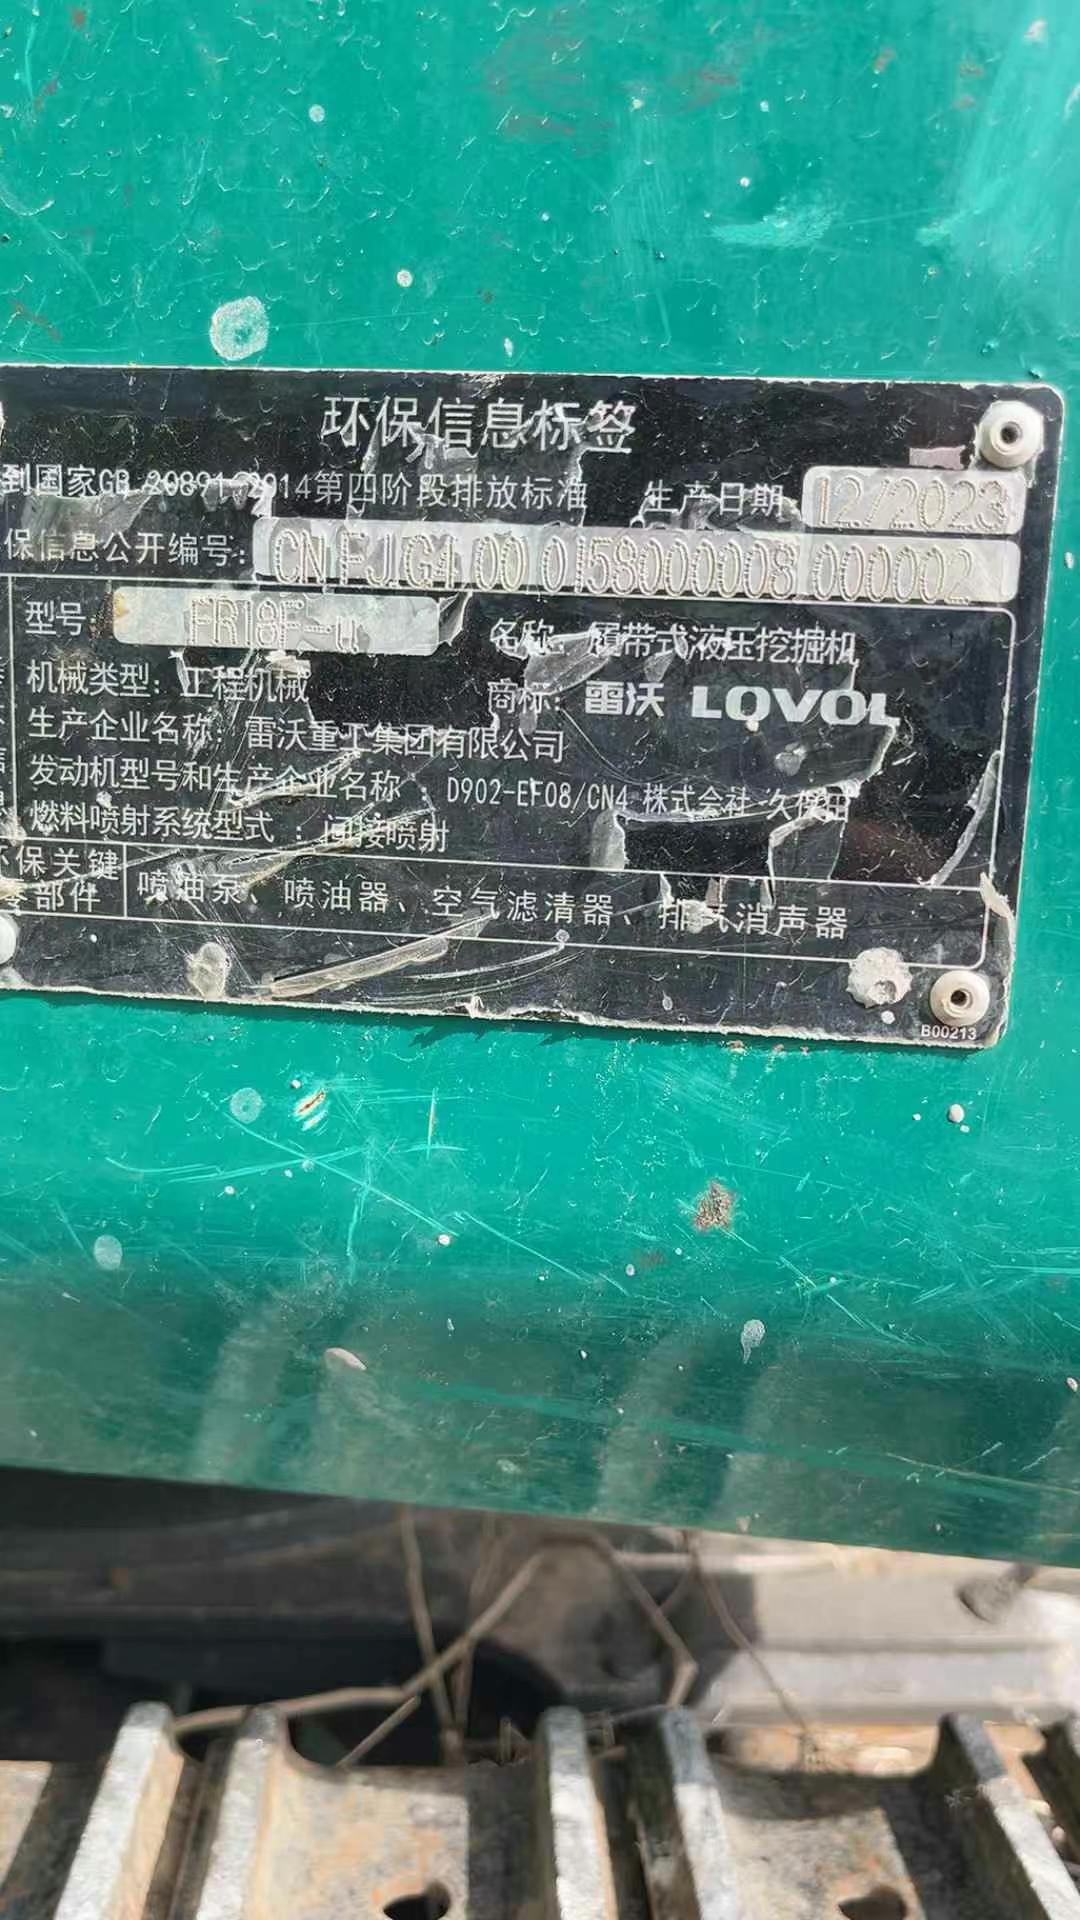 环保信息标签
到国家GB 20891-2014第四阶段排放标准 生产日期 12/2023
保信息公开编号: CN FJ G4 00 0158000008 000002
型号: FR18F-u 名称: 履带式液压挖掘机
机械类型: 工程机械 商标: 雷沃 LOVOL
生产企业名称: 雷沃重工集团有限公司
发动机型号和生产企业名称 : D902-EF08/CN4 株式会社 久保田
燃料喷射系统型式 : 间接喷射
环保关键
零部件
喷油泵、喷油器、空气滤清器、排气消声器
B00213